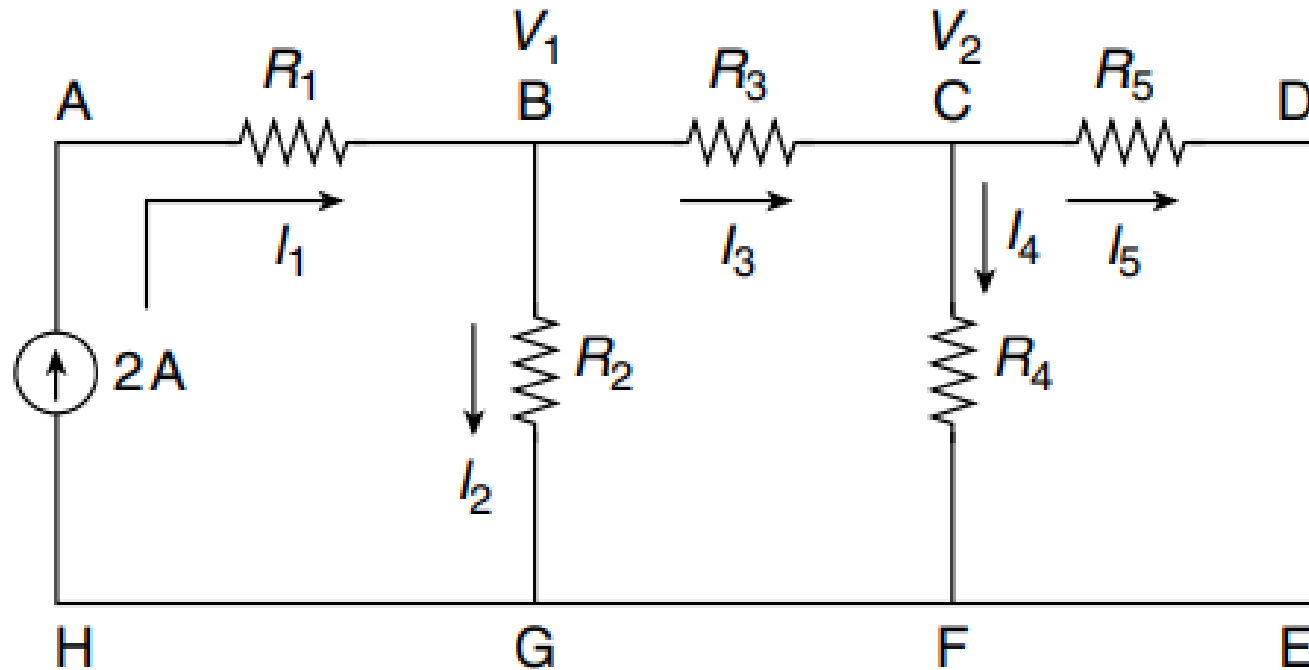 V₁ V₂
R₁ R₃ R₅
A B C D
I₁ I₃ I₄ I₅
2A R₂ R₄
I₂
H G F E